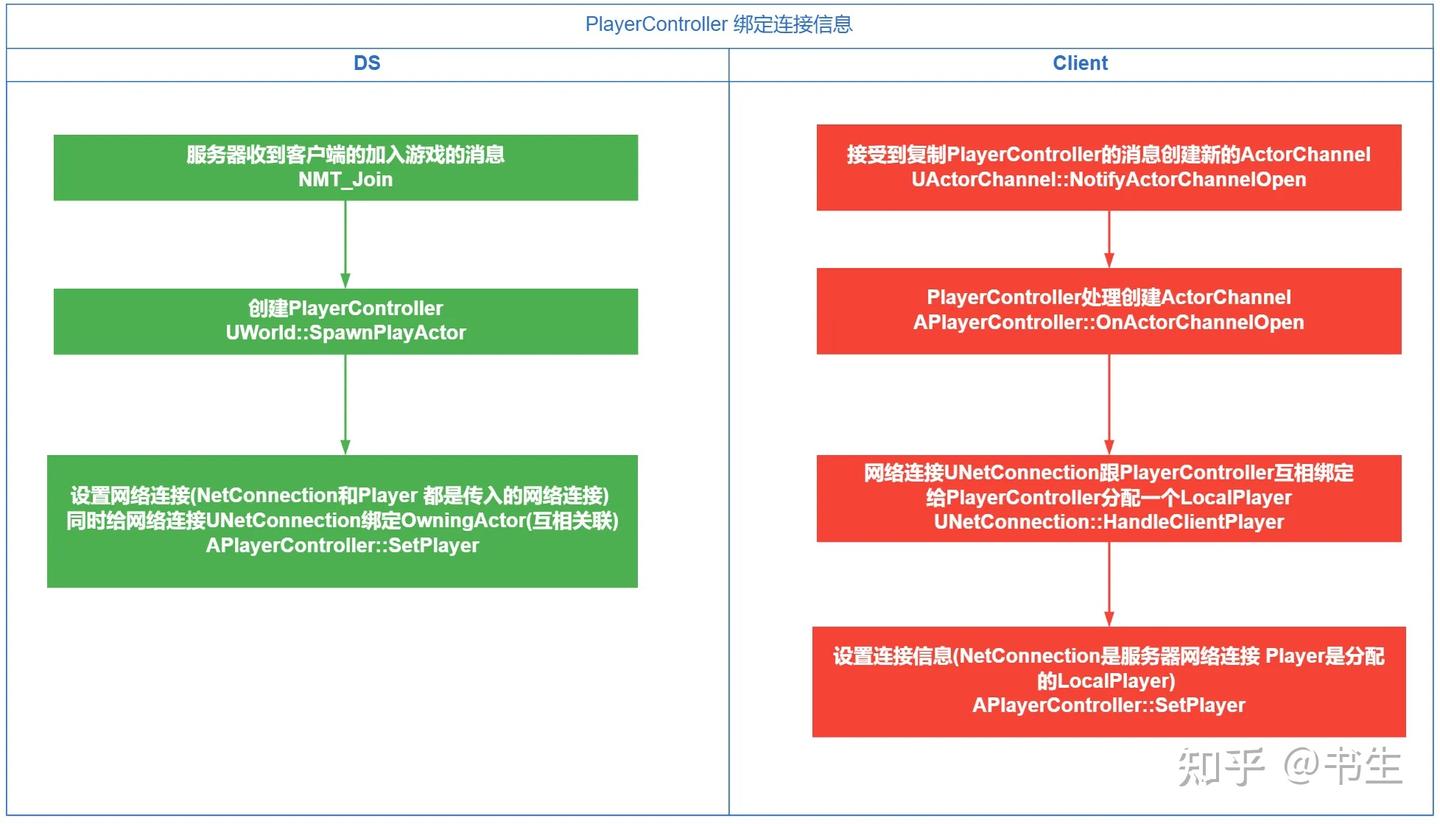 PlayerController 绑定连接信息
DS
Client
服务器收到客户端的加入游戏的消息
NMT_Join
创建PlayerController
UWorld::SpawnPlayActor
设置网络连接(NetConnection和Player 都是传入的网络连接)
同时给网络连接UNetConnection绑定OwningActor(互相关联)
APlayerController::SetPlayer
接受到复制PlayerController的消息创建新的ActorChannel
UActorChannel::NotifyActorChannelOpen
PlayerController处理创建ActorChannel
APlayerController::OnActorChannelOpen
网络连接UNetConnection跟PlayerController互相绑定
给PlayerController分配一个LocalPlayer
UNetConnection::HandleClientPlayer
设置连接信息(NetConnection是服务器网络连接 Player是分配
的LocalPlayer)
APlayerController::SetPlayer
知乎 @书生